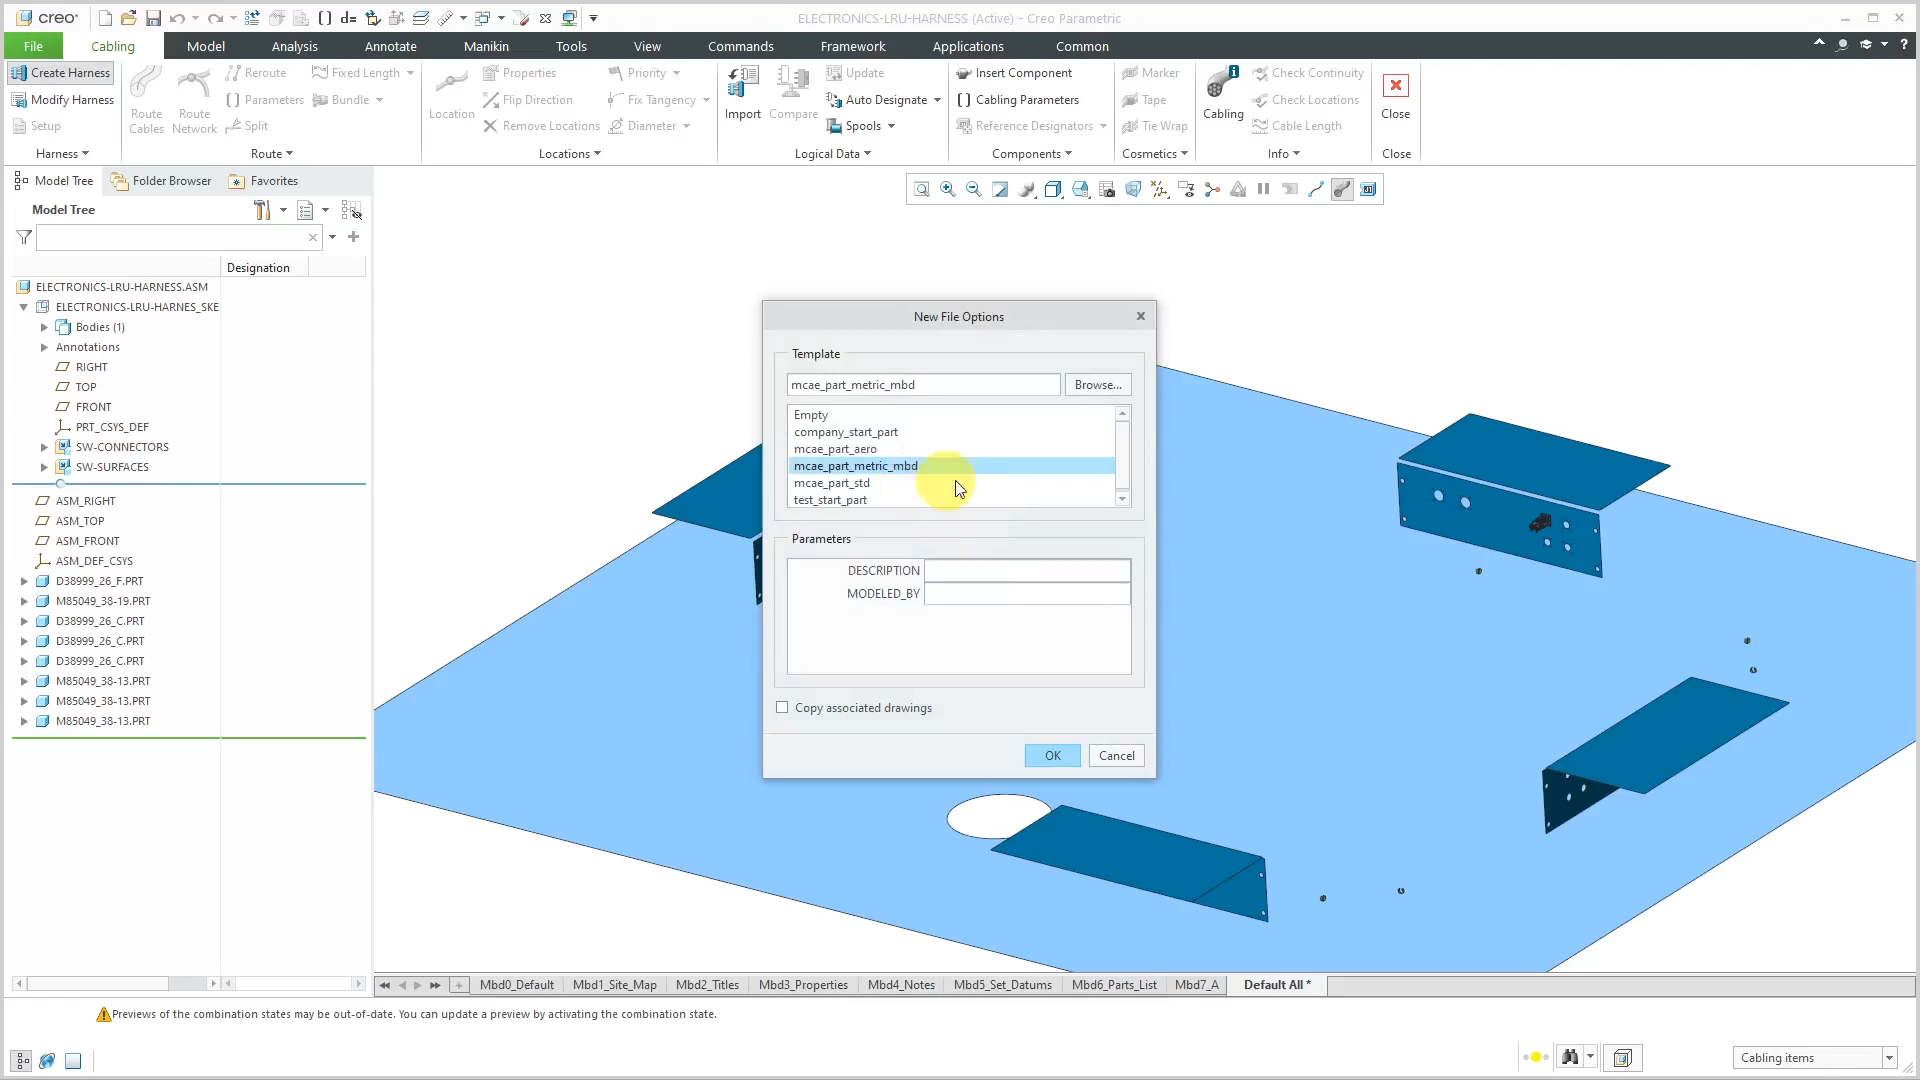 creo
d=
ELECTRONICS-LRU-HARNESS (Active) - Creo Parametric
File
Cabling
Model
Analysis
Annotate
Manikin
Tools
View
Commands
Framework
Applications
Common
Create Harness
Modify Harness
Setup
Harness
Route Cables
Route Network
Reroute
Parameters
Split
Fixed Length
Bundle
Route
Location
Properties
Flip Direction
Remove Locations
Priority
Fix Tangency
Diameter
Locations
Import
Compare
Update
Auto Designate
Spools
Logical Data
Insert Component
Cabling Parameters
Reference Designators
Components
Marker
Tape
Tie Wrap
Cosmetics
Cabling
Check Continuity
Check Locations
Cable Length
Info
Close
Close
Model Tree
Folder Browser
Favorites
Model Tree
Designation
ELECTRONICS-LRU-HARNESS.ASM
ELECTRONICS-LRU-HARNES_SKE
Bodies (1)
Annotations
RIGHT
TOP
FRONT
PRT_CSYS_DEF
SW-CONNECTORS
SW-SURFACES
ASM_RIGHT
ASM_TOP
ASM_FRONT
ASM_DEF_CSYS
D38999_26_F.PRT
M85049_38-19.PRT
D38999_26_C.PRT
D38999_26_C.PRT
D38999_26_C.PRT
M85049_38-13.PRT
M85049_38-13.PRT
M85049_38-13.PRT
New File Options
Template
mcae_part_metric_mbd
Browse...
Empty
company_start_part
mcae_part_aero
mcae_part_metric_mbd
mcae_part_std
test_start_part
Parameters
DESCRIPTION
MODELED_BY
Copy associated drawings
OK
Cancel
Mbd0_Default
Mbd1_Site_Map
Mbd2_Titles
Mbd3_Properties
Mbd4_Notes
Mbd5_Set_Datums
Mbd6_Parts_List
Mbd7_A
Default All *
Previews of the combination states may be out-of-date. You can update a preview by activating the combination state.
Cabling items